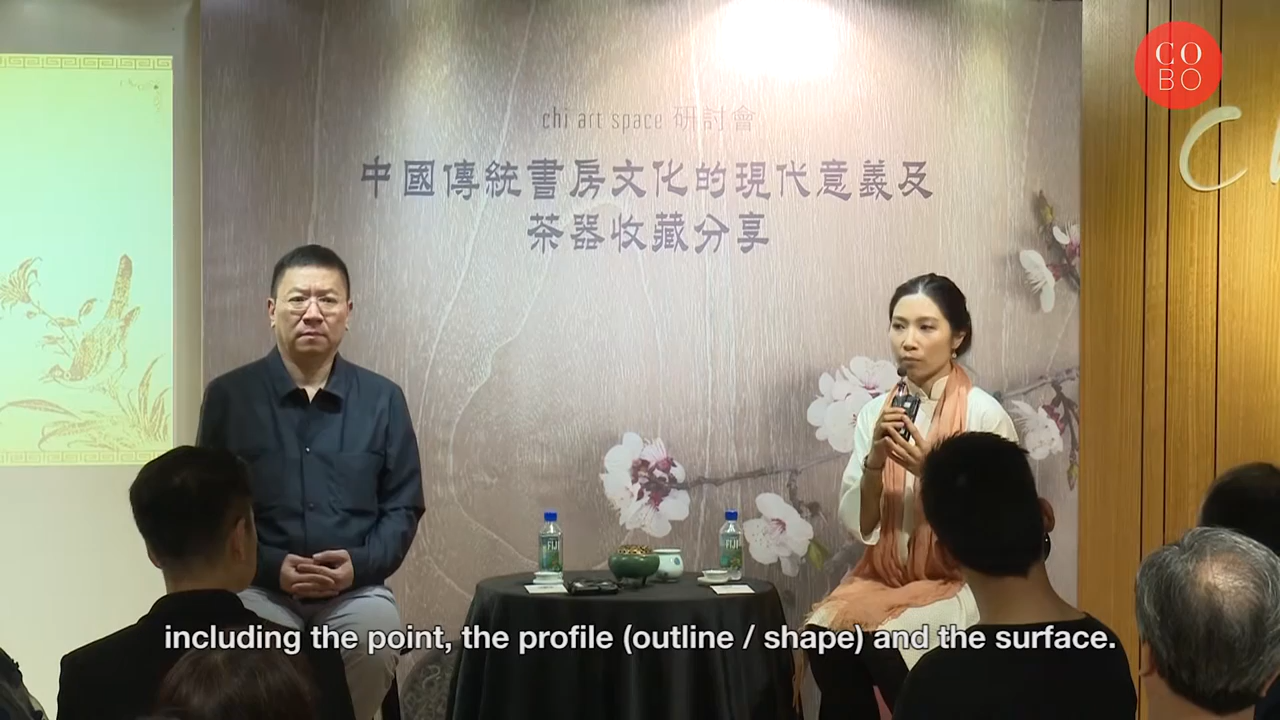 CO
BO
chi art space 研討會
中國傳統書房文化的現代意義及
茶器收藏分享
FIJI
FIJI
including the point, the profile (outline / shape) and the surface.